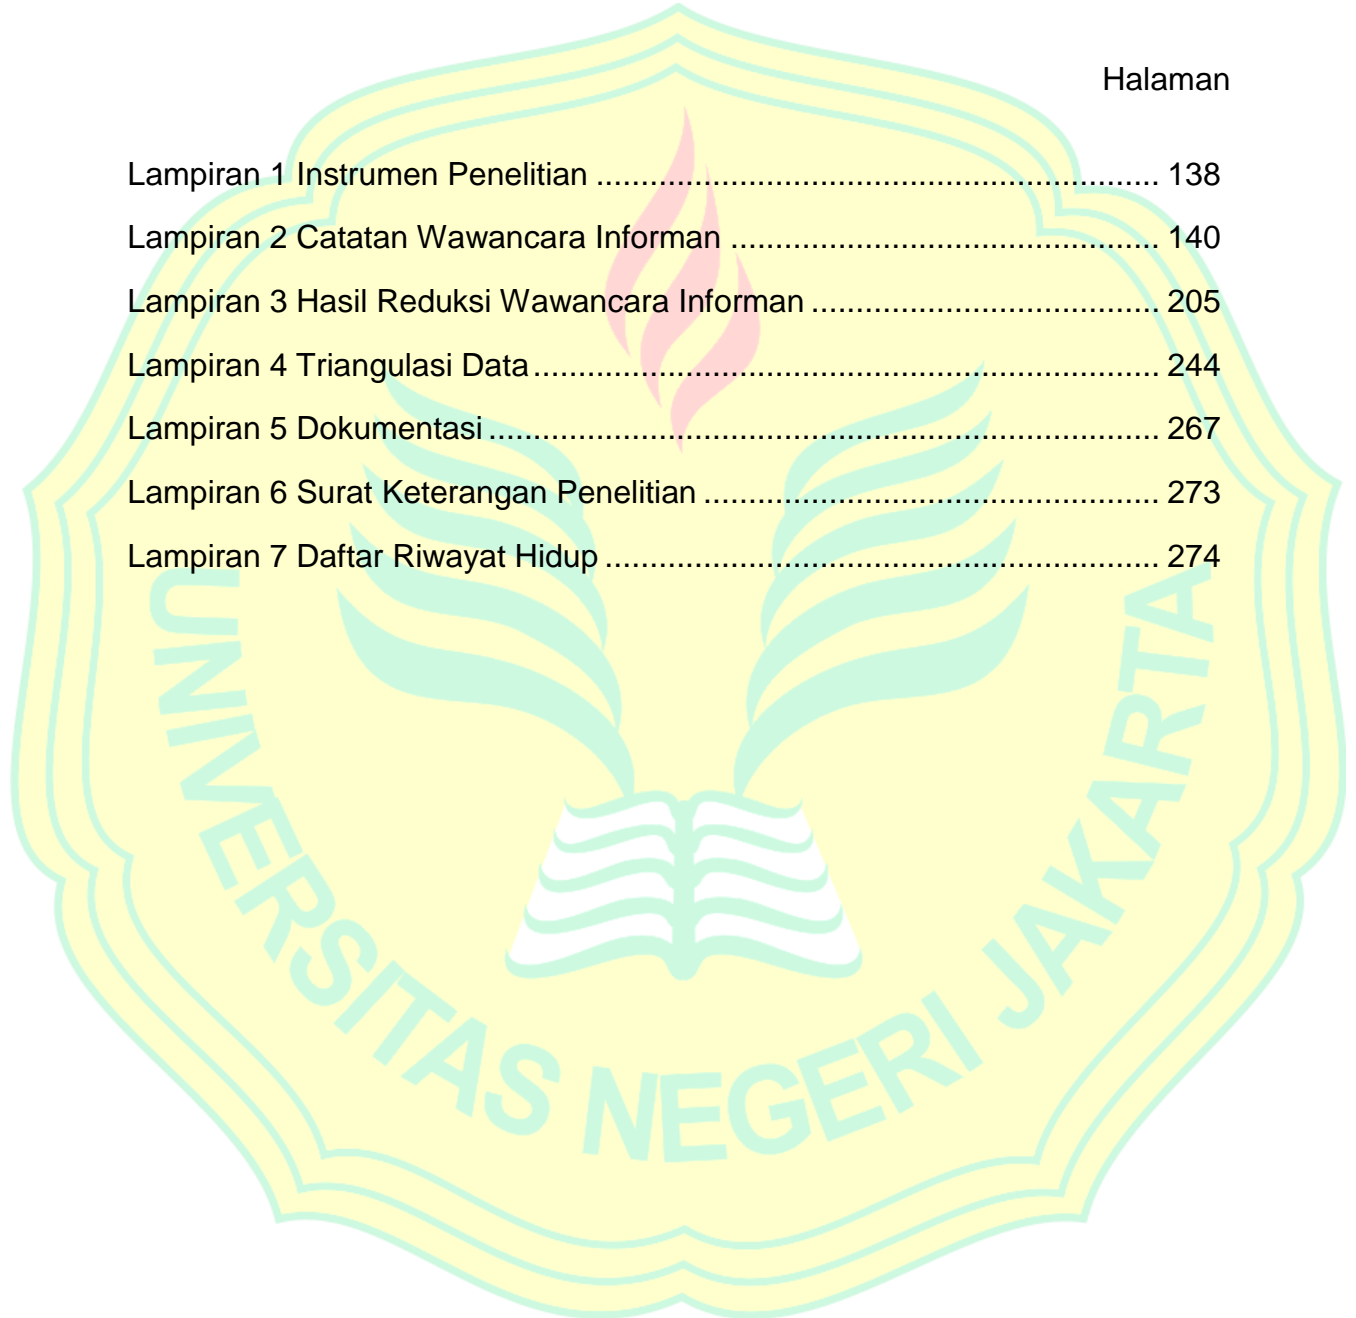 Halaman
Lampiran 1 Instrumen Penelitian ............................................................... 138
Lampiran 2 Catatan Wawancara Informan ................................................ 140
Lampiran 3 Hasil Reduksi Wawancara Informan ....................................... 205
Lampiran 4 Triangulasi Data ...................................................................... 244
Lampiran 5 Dokumentasi ........................................................................... 267
Lampiran 6 Surat Keterangan Penelitian ................................................... 273
Lampiran 7 Daftar Riwayat Hidup .............................................................. 274
UNIVERSITAS NEGERI JAKARTA